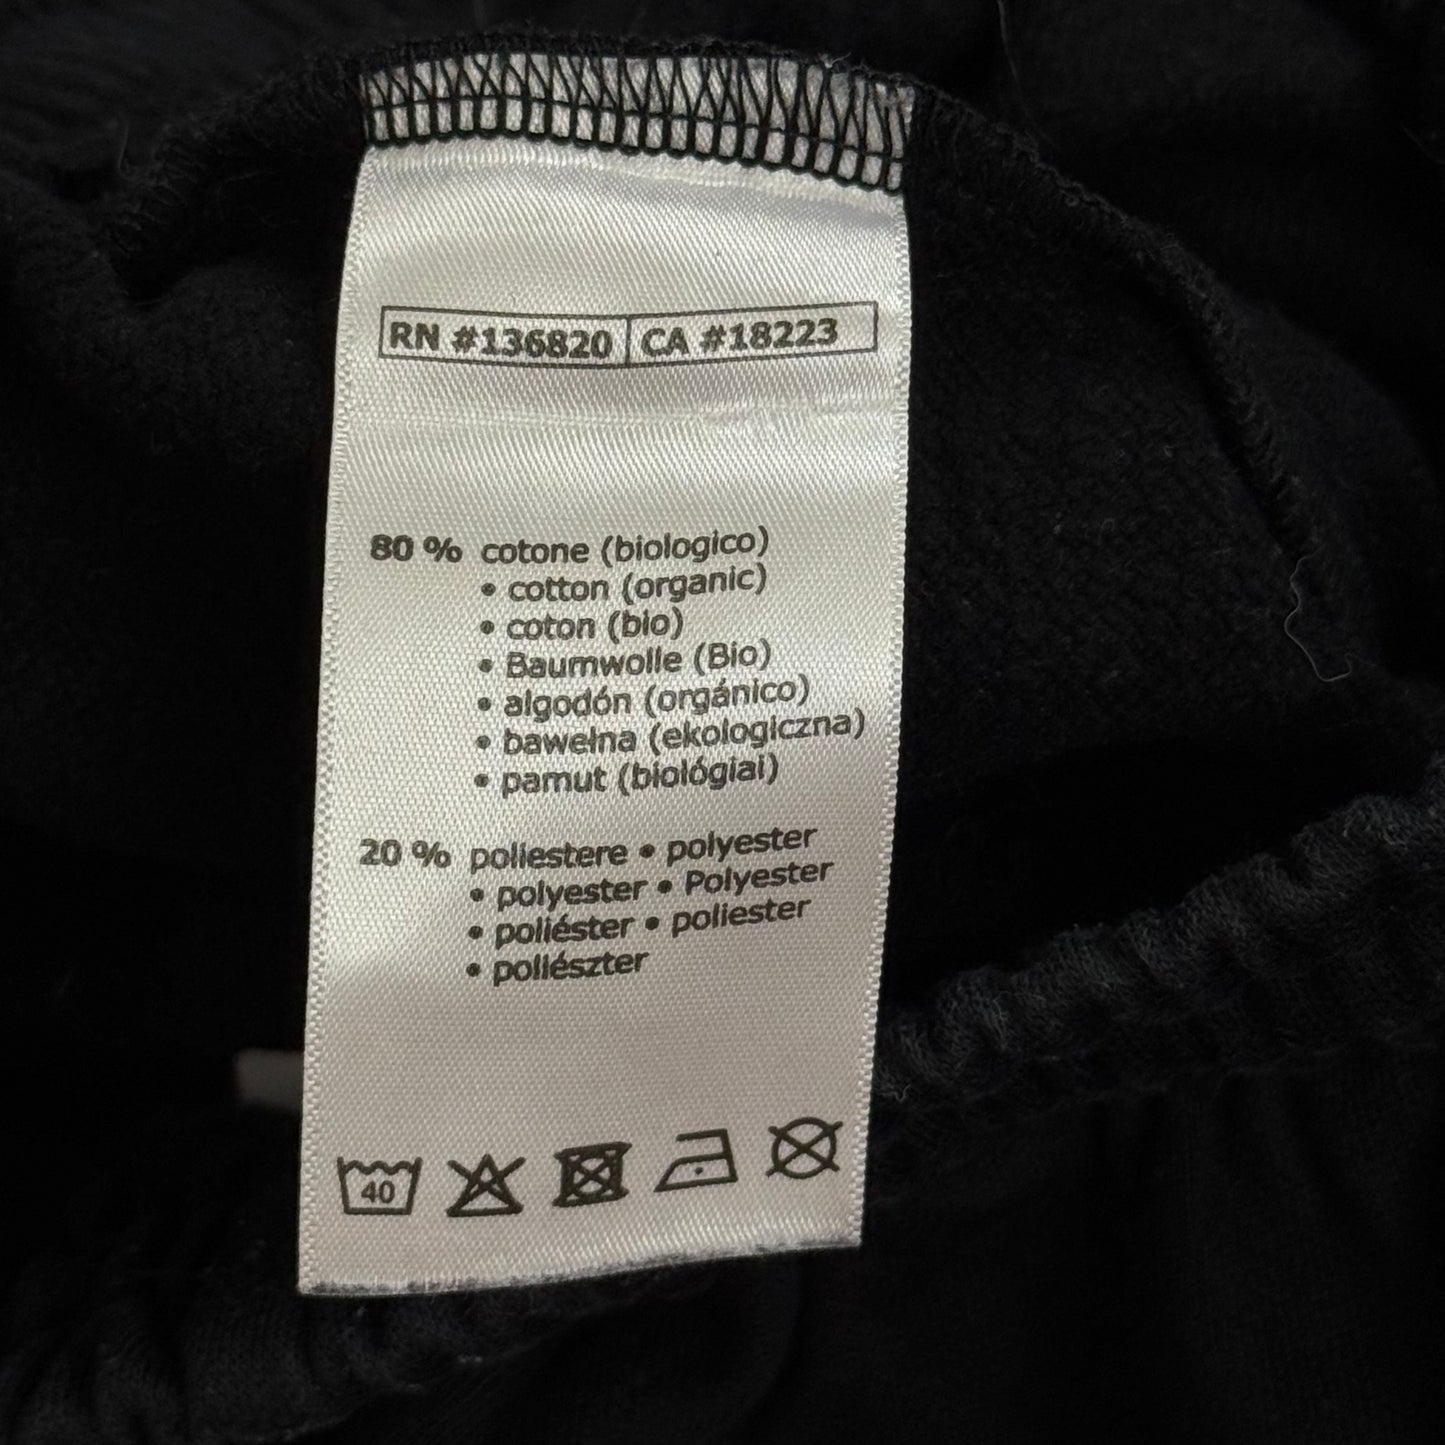 RN #136820 CA #18223
80 % cotone (biologico)
• cotton (organic)
• coton (bio)
• Baumwolle (Bio)
• algodón (orgánico)
• bawełna (ekologiczna)
• pamut (biológiai)
20 % poliestere • polyester
• polyester • Polyester
• poliéster • poliester
• poliészter
40